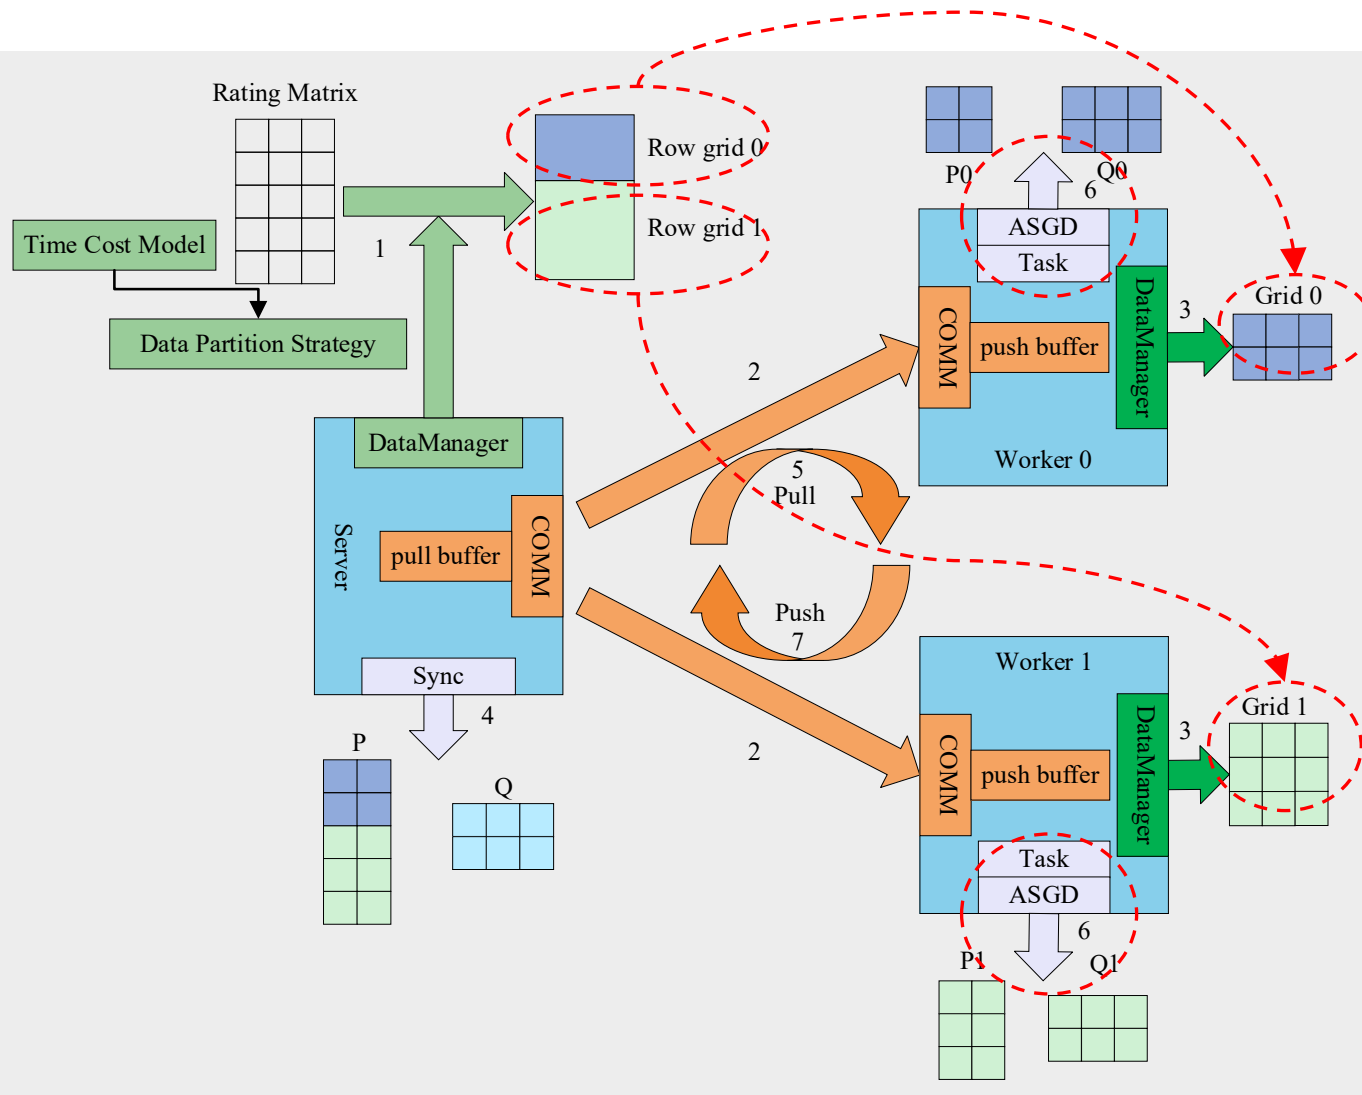 Rating Matrix
Row grid 0
Row grid 1
Time Cost Model
1
Data Partition Strategy
DataManager
Server
pull buffer
COMM
Sync
4
P
Q
2
5
Pull
Push
7
2
P0
Q0
6
ASGD
Task
COMM
push buffer
DataManager
3
Grid 0
Worker 0
Worker 1
COMM
push buffer
DataManager
3
Grid 1
Task
ASGD
6
P1
Q1